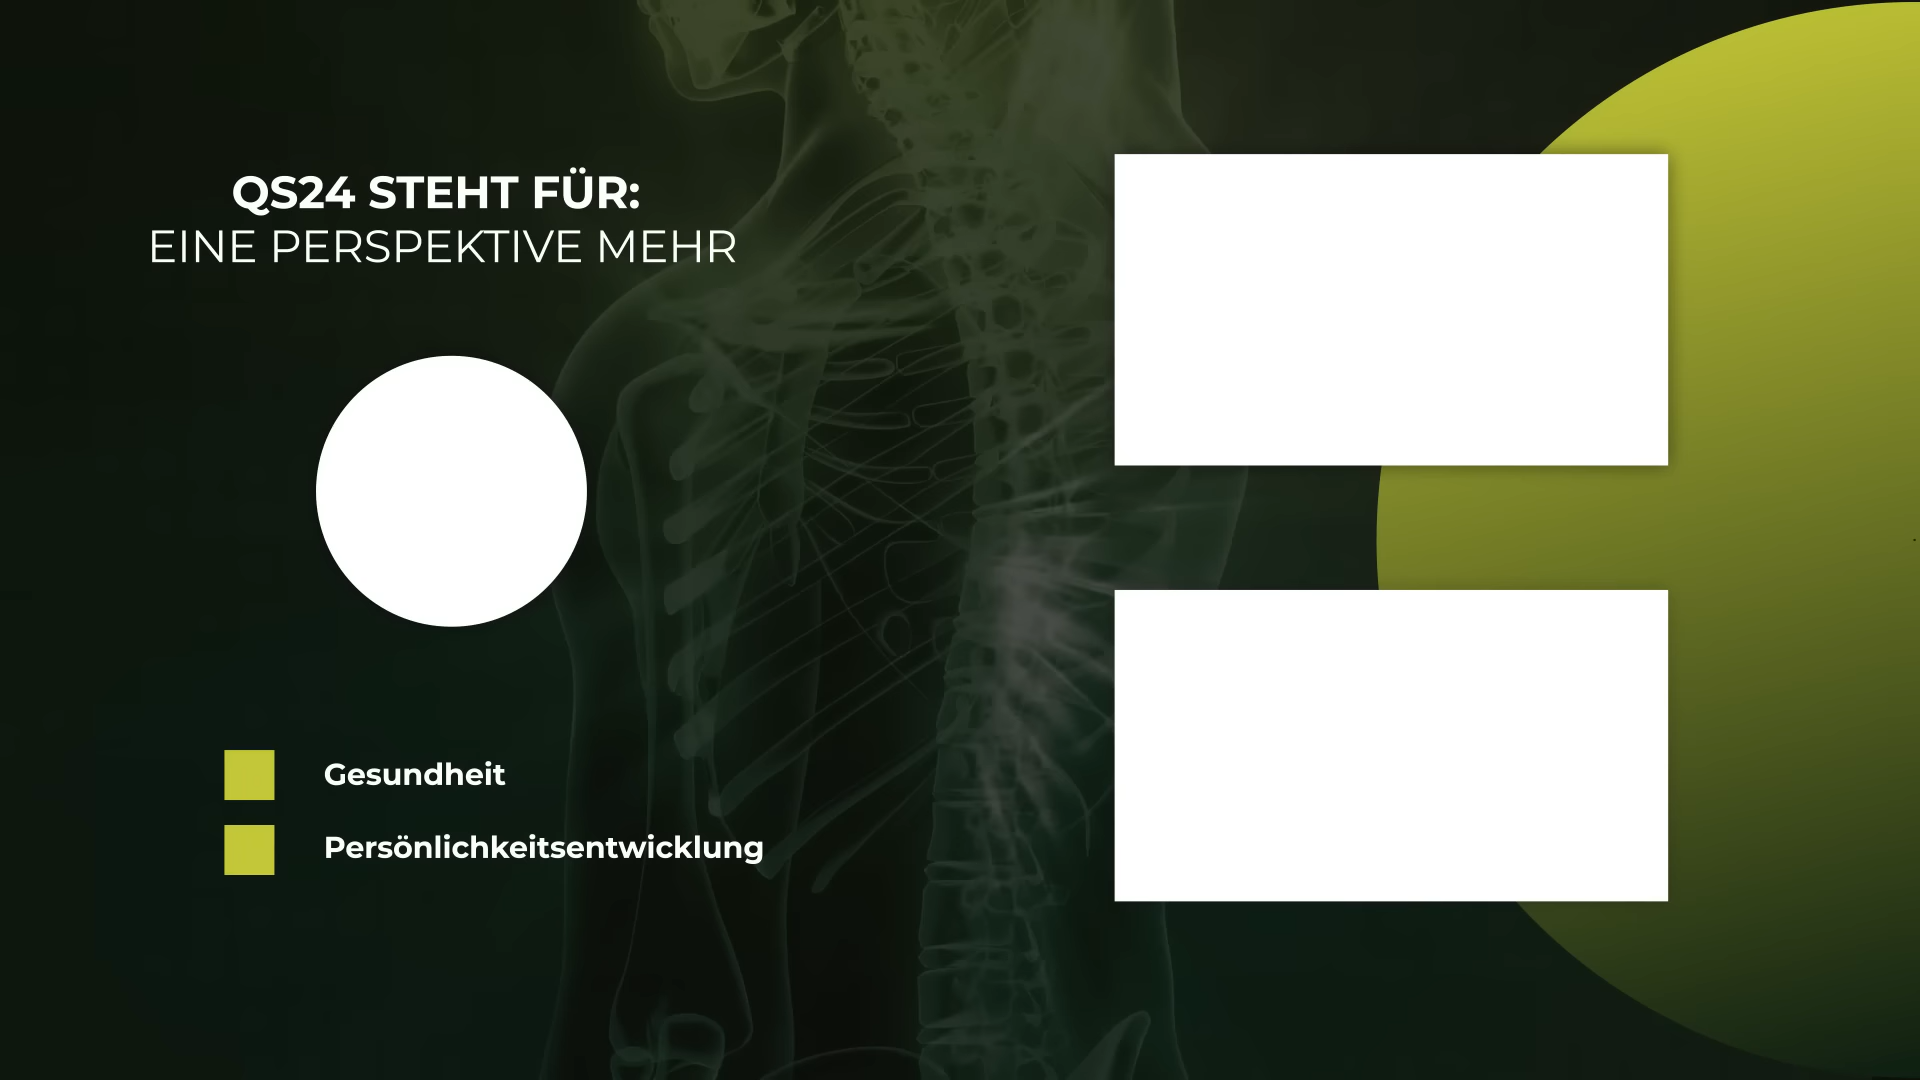 QS24 STEHT FÜR:
EINE PERSPEKTIVE MEHR
Gesundheit
Persönlichkeitsentwicklung